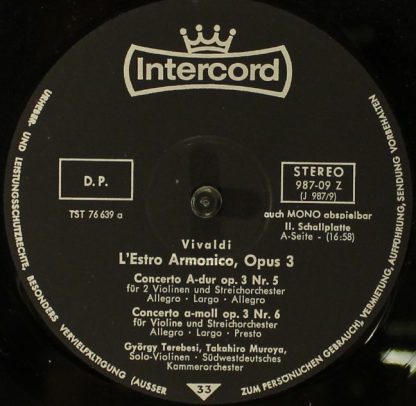 Intercord
D.P.
TST 76 639 a
STEREO
987-09 Z
(J 987/9)
auch MONO abspielbar
II. Schallplatte
A-Seite - (16:58)
Vivaldi
L'Estro Armonico, Opus 3
Concerto A-dur op. 3 Nr. 5
für 2 Violinen und Streichorchester
Allegro - Largo - Allegro
Concerto a-moll op. 3 Nr. 6
für Violine und Streichorchester
Allegro - Largo - Presto
György Terebesi, Takahiro Muroya,
Solo-Violinen - Südwestdeutsches
Kammerorchester
33
URHEBER- UND LEISTUNGSSCHUTZRECHTE, BESONDERS VERVIELFÄLTIGUNG (AUSSER ZUM PERSÖNLICHEN GEBRAUCH), VERMIETUNG, AUFFÜHRUNG, SENDUNG VORBEHALTEN